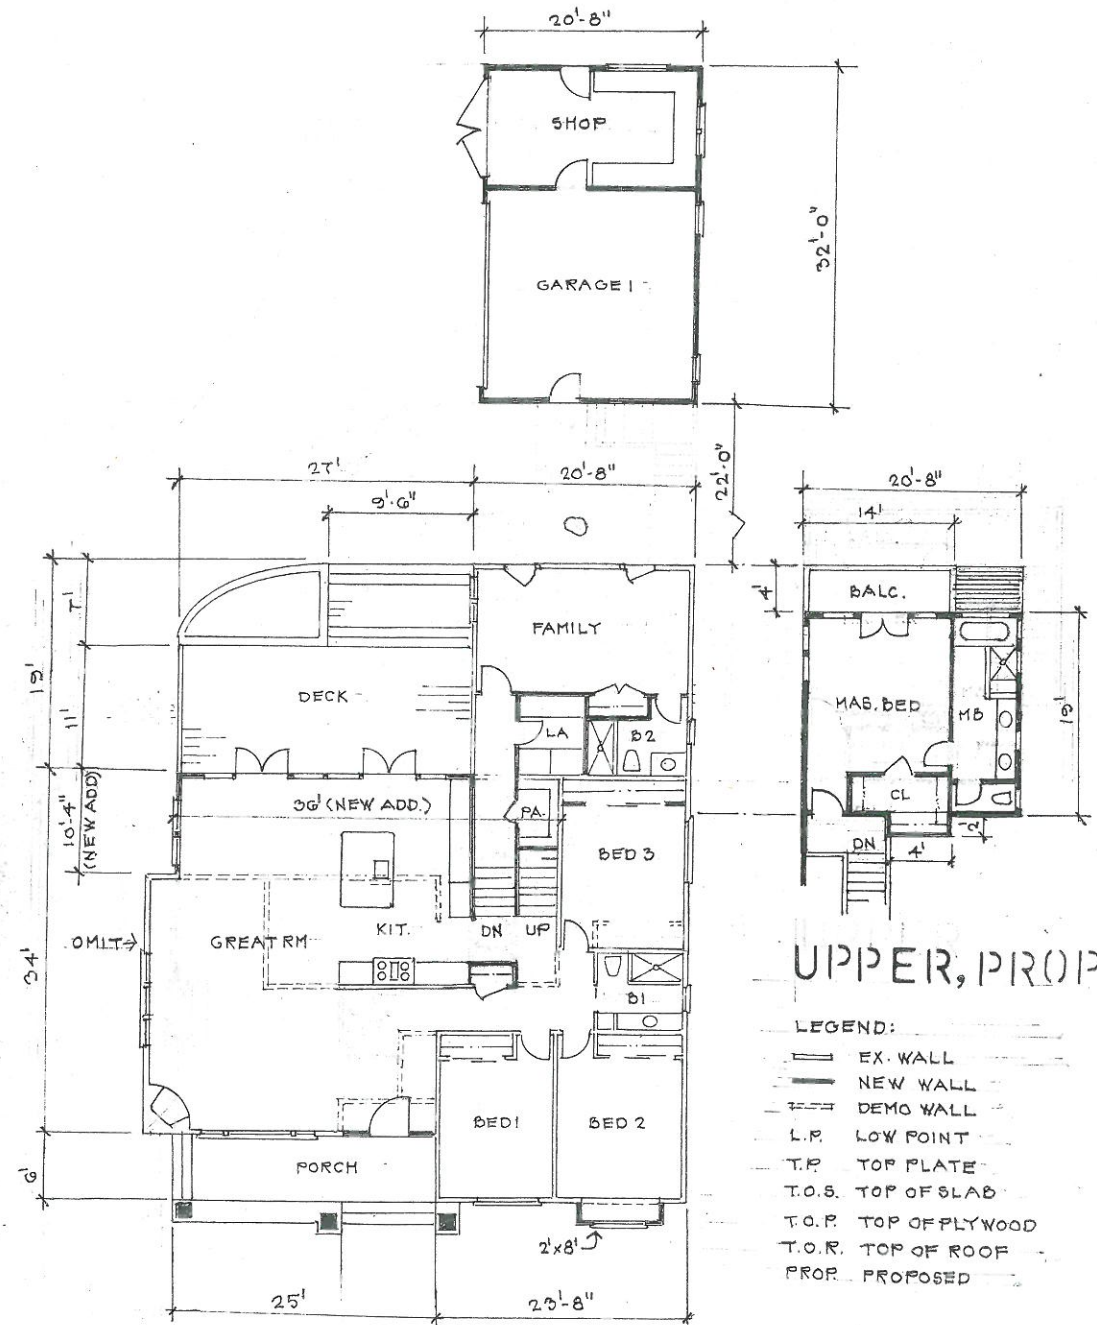 20'-8"
SHOP
GARAGE 1
32'-0"
22'-0"
27'
20'-8"
9'-6"
20'-8"
14'
4'
BALC.
7'
19'
11'
FAMILY
DECK
LA
B2
MAS. BED
MB
19'
10'-4"
(NEW ADD)
36' (NEW ADD.)
PA.
CL
BED 3
DN
2'
4'
OMIT
34'
GREAT RM
KIT.
DN
UP
B1
UPPER, PROP
LEGEND:
EX. WALL
NEW WALL
DEMO WALL
L.P. LOW POINT
T.P. TOP PLATE
T.O.S. TOP OF SLAB
T.O.P. TOP OF PLYWOOD
T.O.R. TOP OF ROOF
PROP. PROPOSED
BED 1
BED 2
6'
PORCH
2'x8'
25'
23'-8"